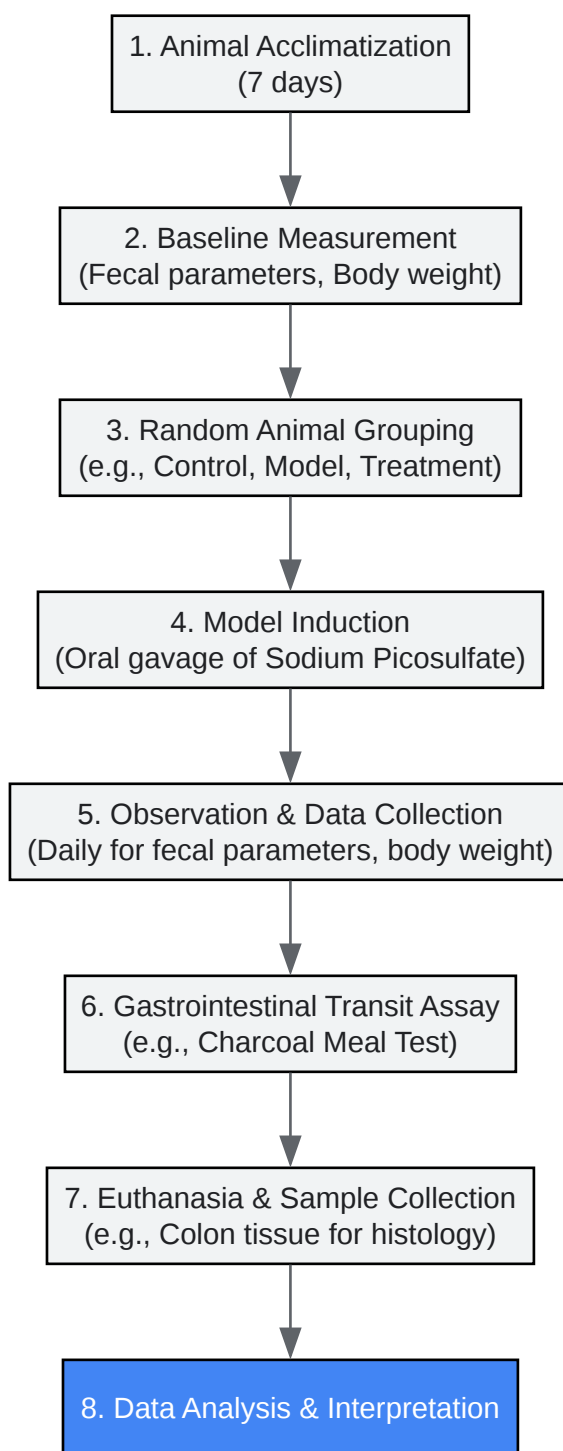 1. Animal Acclimatization
(7 days)
2. Baseline Measurement
(Fecal parameters, Body weight)
3. Random Animal Grouping
(e.g., Control, Model, Treatment)
4. Model Induction
(Oral gavage of Sodium Picosulfate)
5. Observation & Data Collection
(Daily for fecal parameters, body weight)
6. Gastrointestinal Transit Assay
(e.g., Charcoal Meal Test)
7. Euthanasia & Sample Collection
(e.g., Colon tissue for histology)
8. Data Analysis & Interpretation